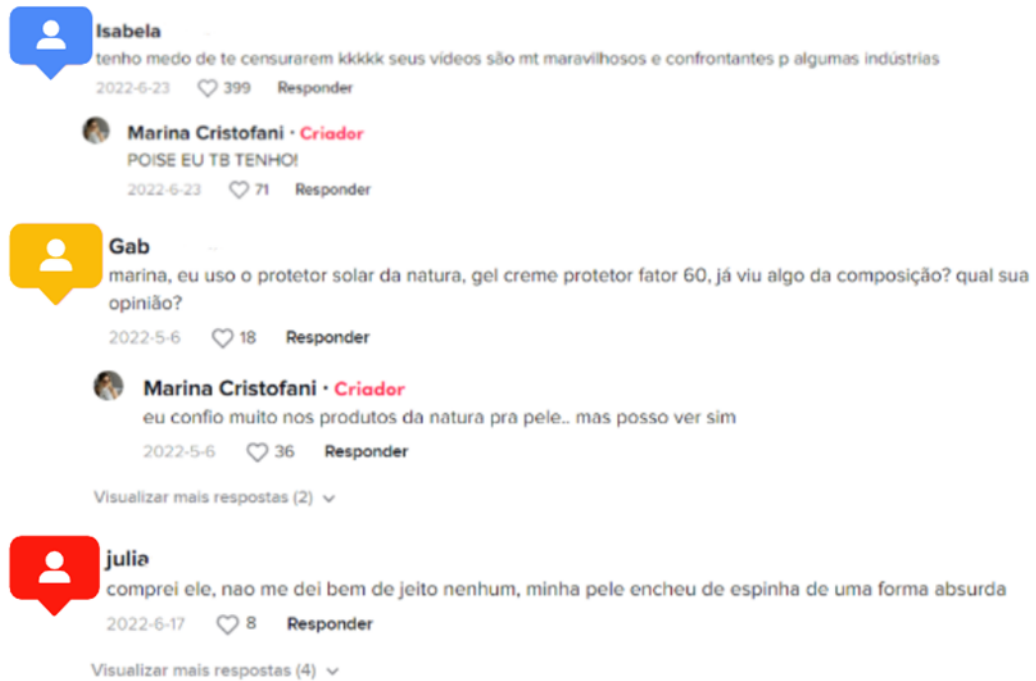 Isabela
tenho medo de te censurarem kkkkk seus vídeos são mt maravilhosos e confrontantes p algumas indústrias
2022-6-23 399 Responder
Marina Cristofani · Criador
POISE EU TB TENHO!
2022-6-23 71 Responder
Gab
marina, eu uso o protetor solar da natura, gel creme protetor fator 60, já viu algo da composição? qual sua
opinião?
2022-5-6 18 Responder
Marina Cristofani · Criador
eu confio muito nos produtos da natura pra pele.. mas posso ver sim
2022-5-6 36 Responder
Visualizar mais respostas (2)
julia
comprei ele, nao me dei bem de jeito nenhum, minha pele encheu de espinha de uma forma absurda
2022-6-17 8 Responder
Visualizar mais respostas (4)